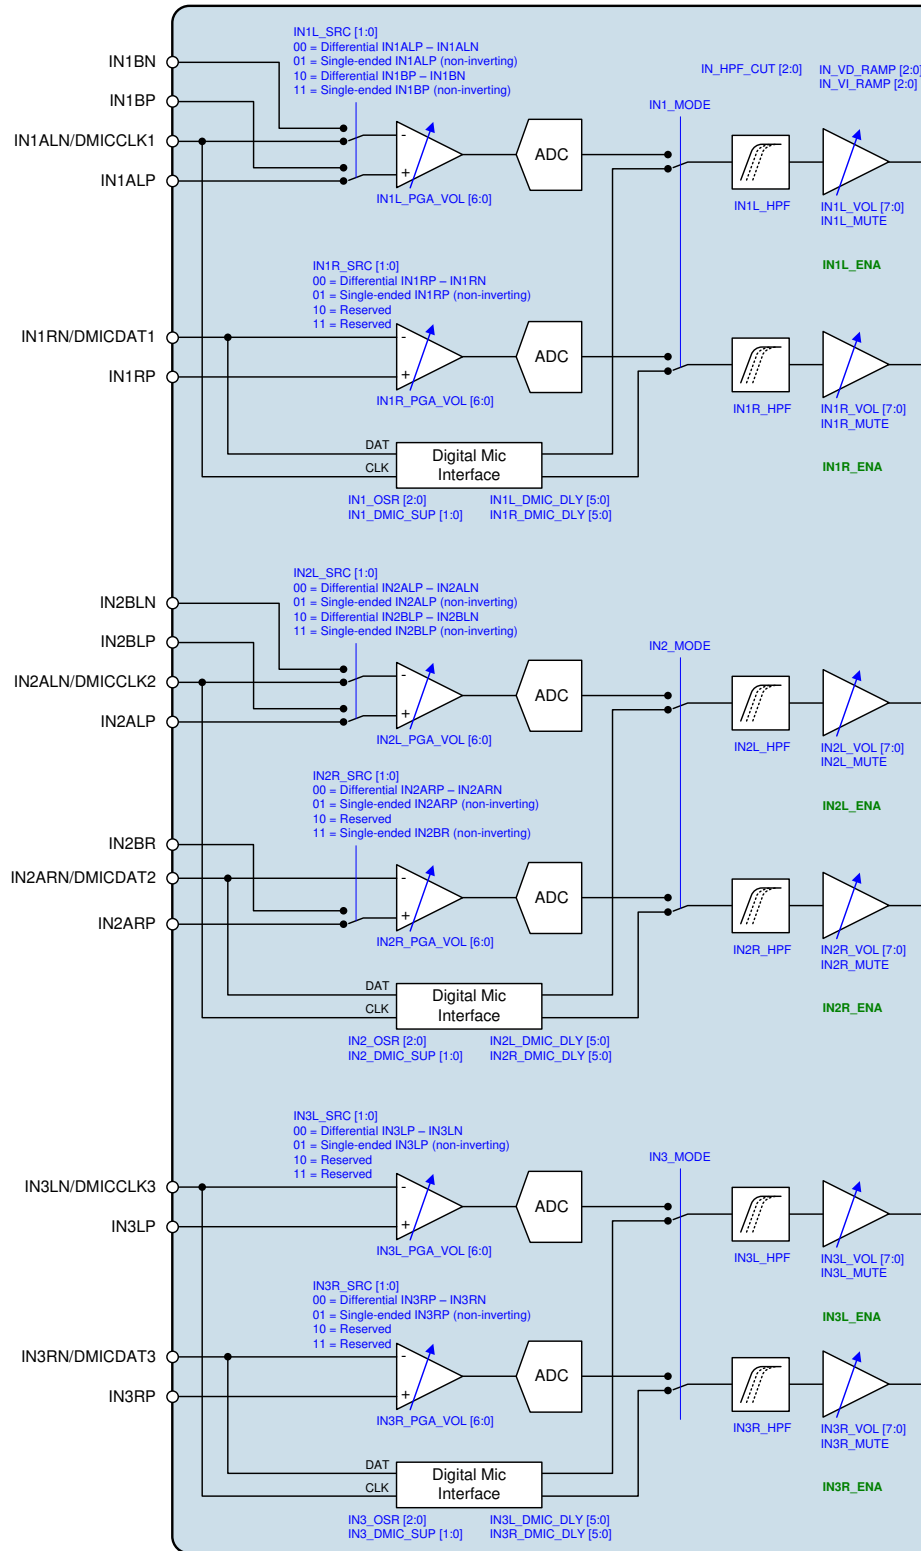 IN1L_SRC [1:0]
00 = Differential IN1ALP – IN1ALN
01 = Single-ended IN1ALP (non-inverting)
10 = Differential IN1BP – IN1BN
11 = Single-ended IN1BP (non-inverting)
IN_HPF_CUT [2:0]
IN_VD_RAMP [2:0]
IN_VI_RAMP [2:0]
IN1_MODE
IN1BN
IN1BP
IN1ALN/DMICCLK1
IN1ALP
-
+
ADC
IN1L_PGA_VOL [6:0]
IN1L_HPF
IN1L_VOL [7:0]
IN1L_MUTE
IN1L_ENA
IN1R_SRC [1:0]
00 = Differential IN1RP – IN1RN
01 = Single-ended IN1RP (non-inverting)
10 = Reserved
11 = Reserved
IN1RN/DMICDAT1
IN1RP
-
+
ADC
IN1R_PGA_VOL [6:0]
IN1R_HPF
IN1R_VOL [7:0]
IN1R_MUTE
IN1R_ENA
DAT
CLK
Digital Mic
Interface
IN1_OSR [2:0]
IN1_DMIC_SUP [1:0]
IN1L_DMIC_DLY [5:0]
IN1R_DMIC_DLY [5:0]
IN2L_SRC [1:0]
00 = Differential IN2ALP – IN2ALN
01 = Single-ended IN2ALP (non-inverting)
10 = Differential IN2BLP – IN2BLN
11 = Single-ended IN2BLP (non-inverting)
IN2_MODE
IN2BLN
IN2BLP
IN2ALN/DMICCLK2
IN2ALP
-
+
ADC
IN2L_PGA_VOL [6:0]
IN2L_HPF
IN2L_VOL [7:0]
IN2L_MUTE
IN2L_ENA
IN2R_SRC [1:0]
00 = Differential IN2ARP – IN2ARN
01 = Single-ended IN2ARP (non-inverting)
10 = Reserved
11 = Single-ended IN2BR (non-inverting)
IN2BR
IN2ARN/DMICDAT2
IN2ARP
-
+
ADC
IN2R_PGA_VOL [6:0]
IN2R_HPF
IN2R_VOL [7:0]
IN2R_MUTE
IN2R_ENA
DAT
CLK
Digital Mic
Interface
IN2_OSR [2:0]
IN2_DMIC_SUP [1:0]
IN2L_DMIC_DLY [5:0]
IN2R_DMIC_DLY [5:0]
IN3L_SRC [1:0]
00 = Differential IN3LP – IN3LN
01 = Single-ended IN3LP (non-inverting)
10 = Reserved
11 = Reserved
IN3_MODE
IN3LN/DMICCLK3
IN3LP
-
+
ADC
IN3L_PGA_VOL [6:0]
IN3L_HPF
IN3L_VOL [7:0]
IN3L_MUTE
IN3L_ENA
IN3R_SRC [1:0]
00 = Differential IN3RP – IN3RN
01 = Single-ended IN3RP (non-inverting)
10 = Reserved
11 = Reserved
IN3RN/DMICDAT3
IN3RP
-
+
ADC
IN3R_PGA_VOL [6:0]
IN3R_HPF
IN3R_VOL [7:0]
IN3R_MUTE
IN3R_ENA
DAT
CLK
Digital Mic
Interface
IN3_OSR [2:0]
IN3_DMIC_SUP [1:0]
IN3L_DMIC_DLY [5:0]
IN3R_DMIC_DLY [5:0]